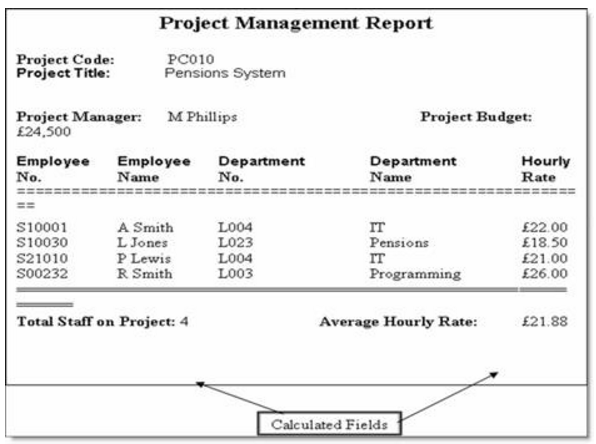 Project Management Report
Project Code: PC010
Project Title: Pensions System
Project Manager: M Phillips Project Budget:
£24,500
Employee Employee Department Department Hourly
No. Name No. Name Rate
==============================================================
==
S10001 A Smith L004 IT £22.00
S10030 L Jones L023 Pensions £18.50
S21010 P Lewis L004 IT £21.00
S00232 R Smith L003 Programming £26.00
Total Staff on Project: 4 Average Hourly Rate: £21.88
Calculated Fields